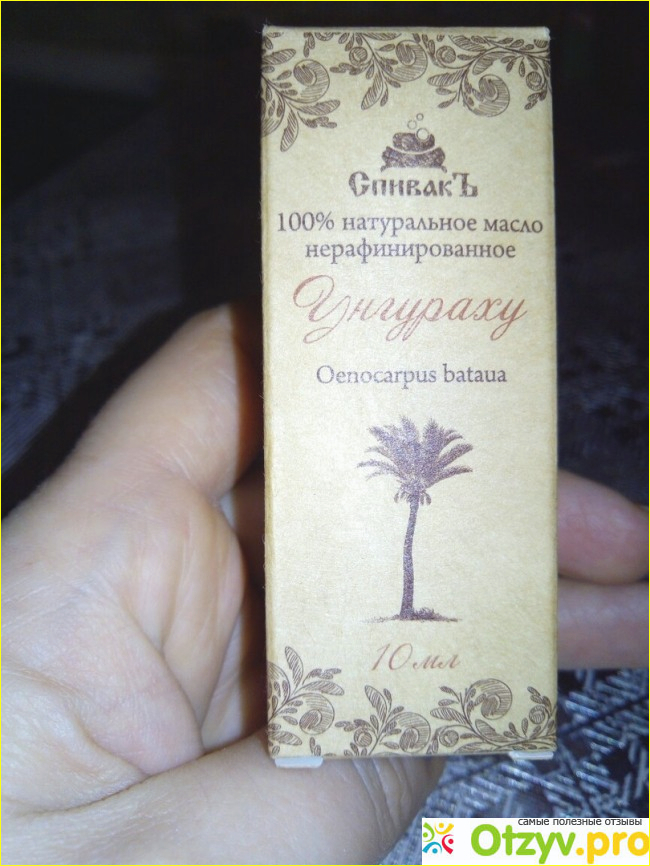 СпивакЪ
100% натуральное масло
нерафинированное
Унгураху
Oenocarpus bataua
10 мл
самые полезные отзывы
Otzyv.pro